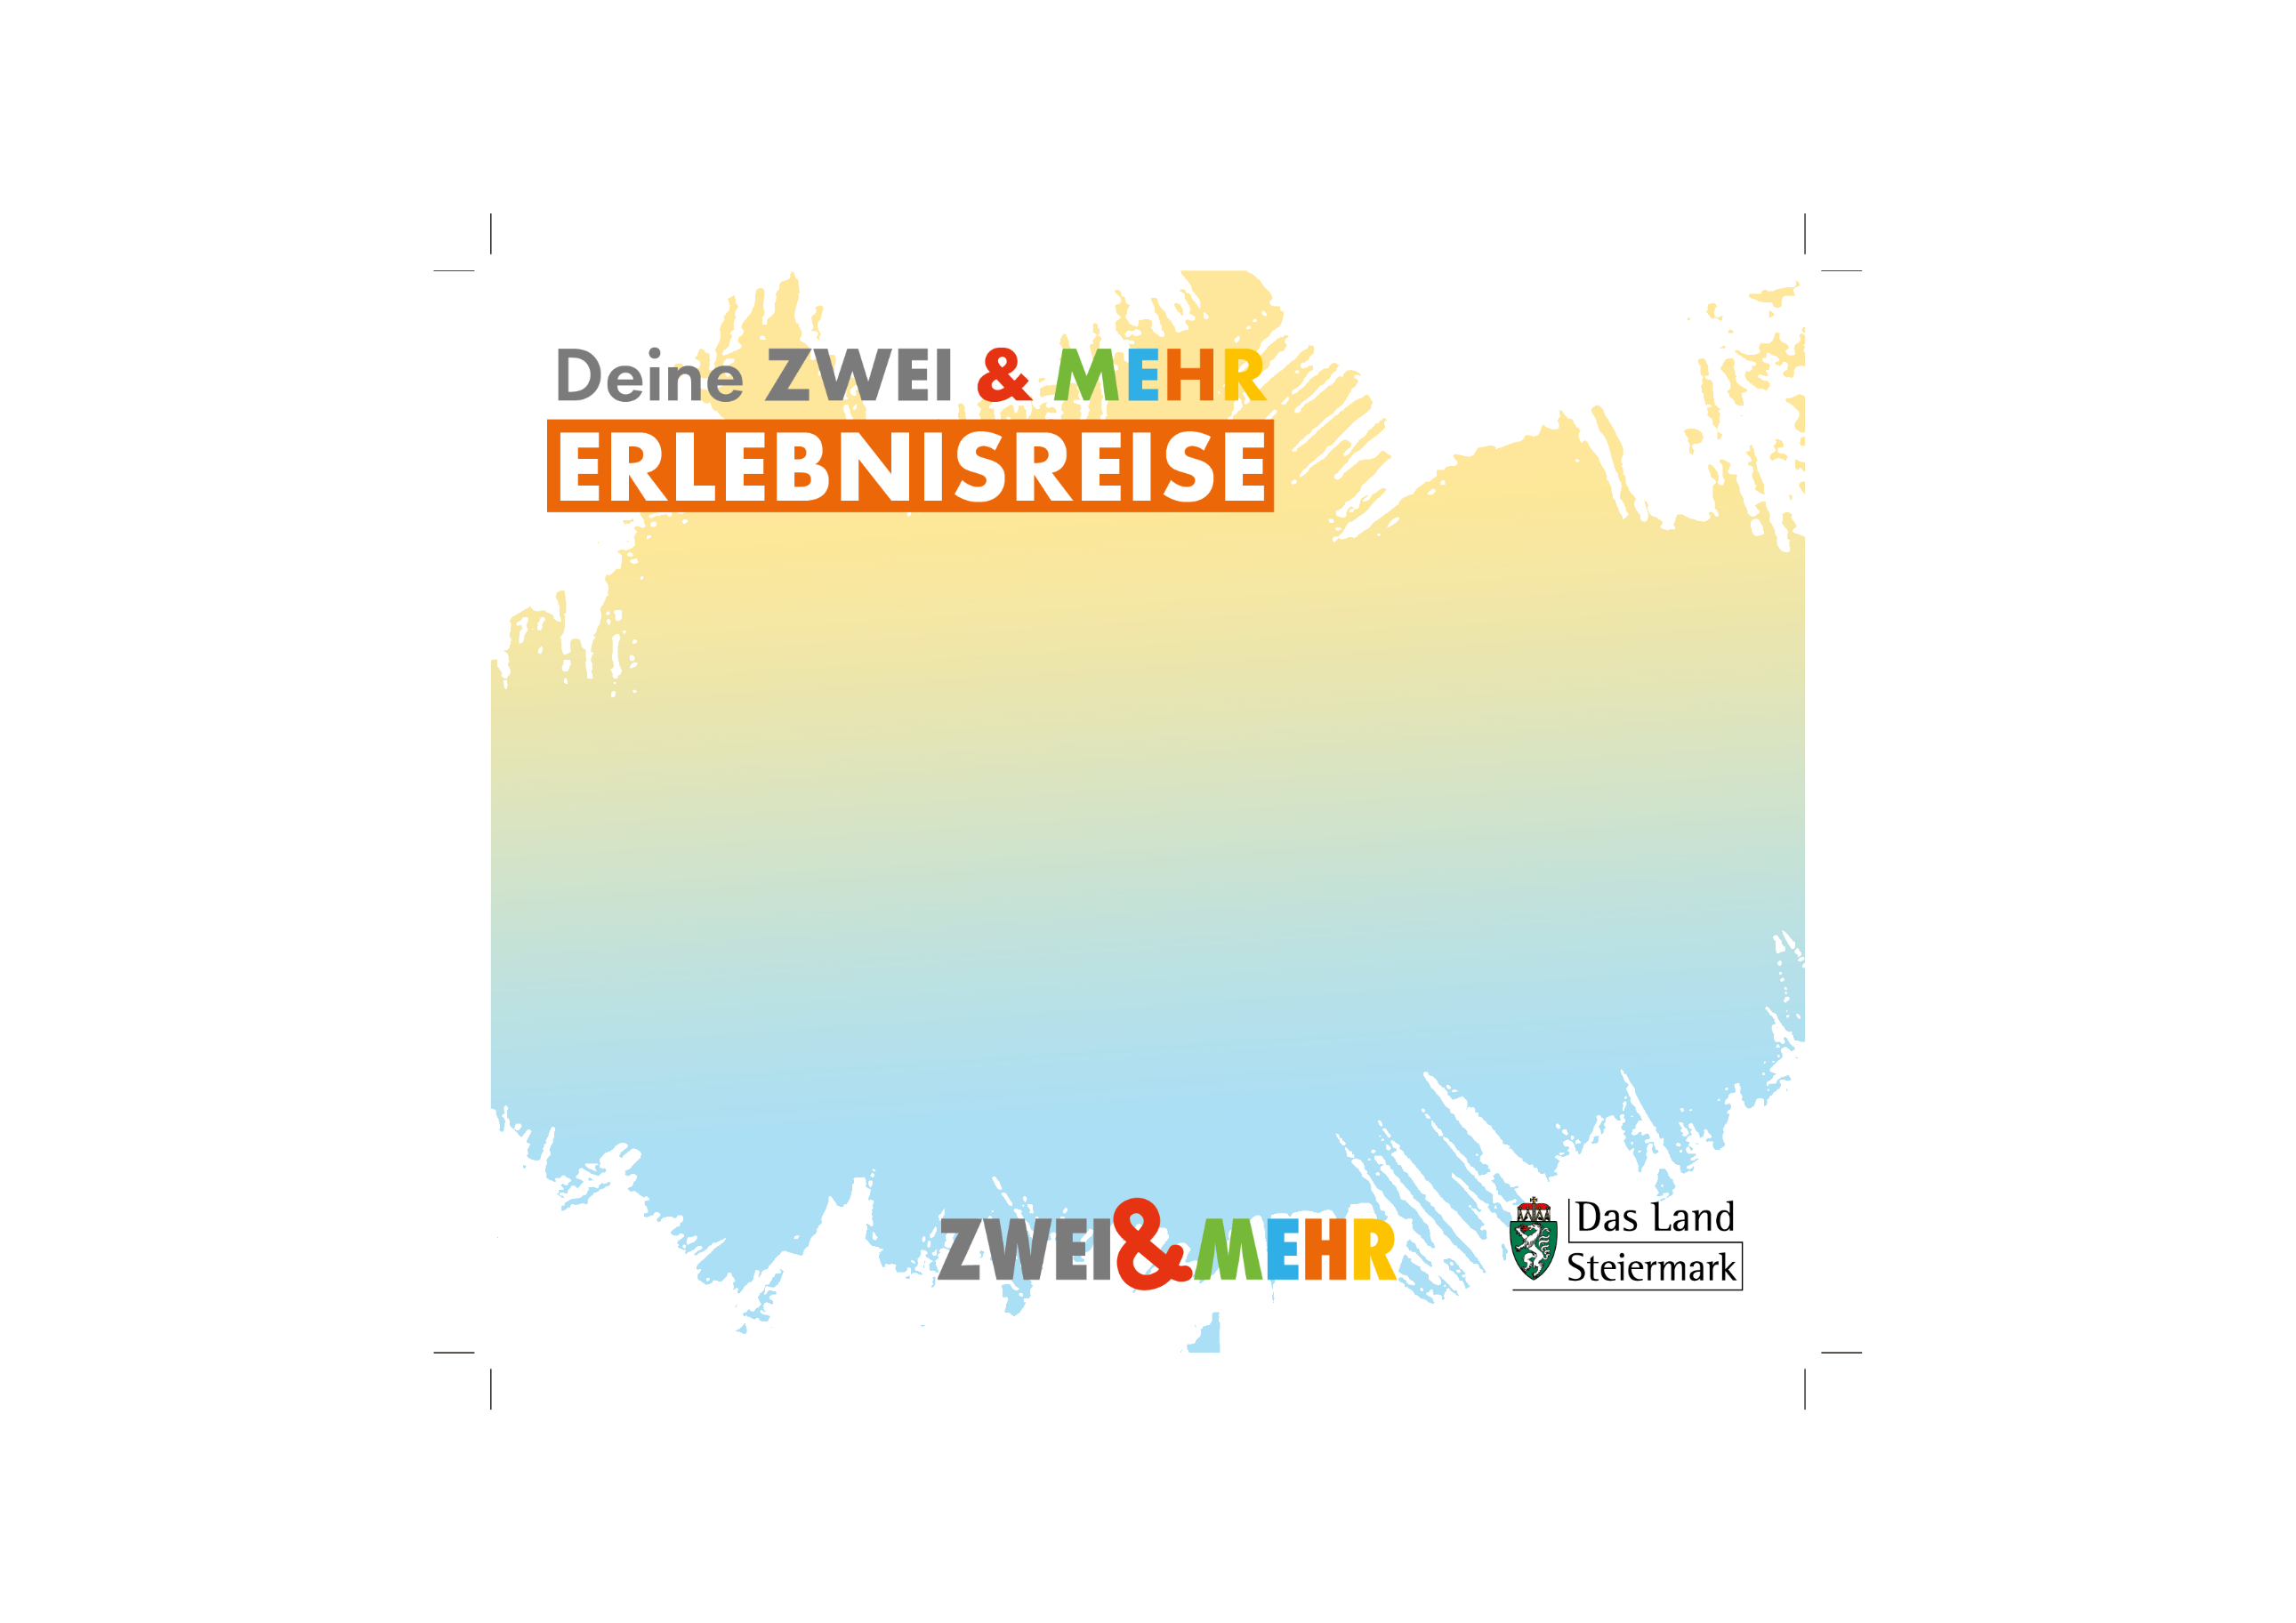 Deine ZWEI & MEHR
ERLEBNISREISE
ZWEI&MEHR
Das Land
Steiermark